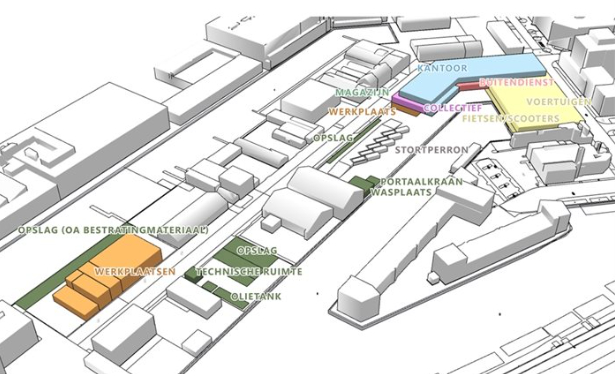 KANTOOR
BUITENDIENST
MAGAZIJN
VOERTUIGEN
COLLECTIEF
WERKPLAATS
FIETSEN/SCOOTERS
OPSLAG
STORTPERRON
PORTAALKRAAN
WASPLAATS
OPSLAG (OA BESTRATINGMATERIAAL)
OPSLAG
WERKPLAATSEN
TECHNISCHE RUIMTE
OLIETANK